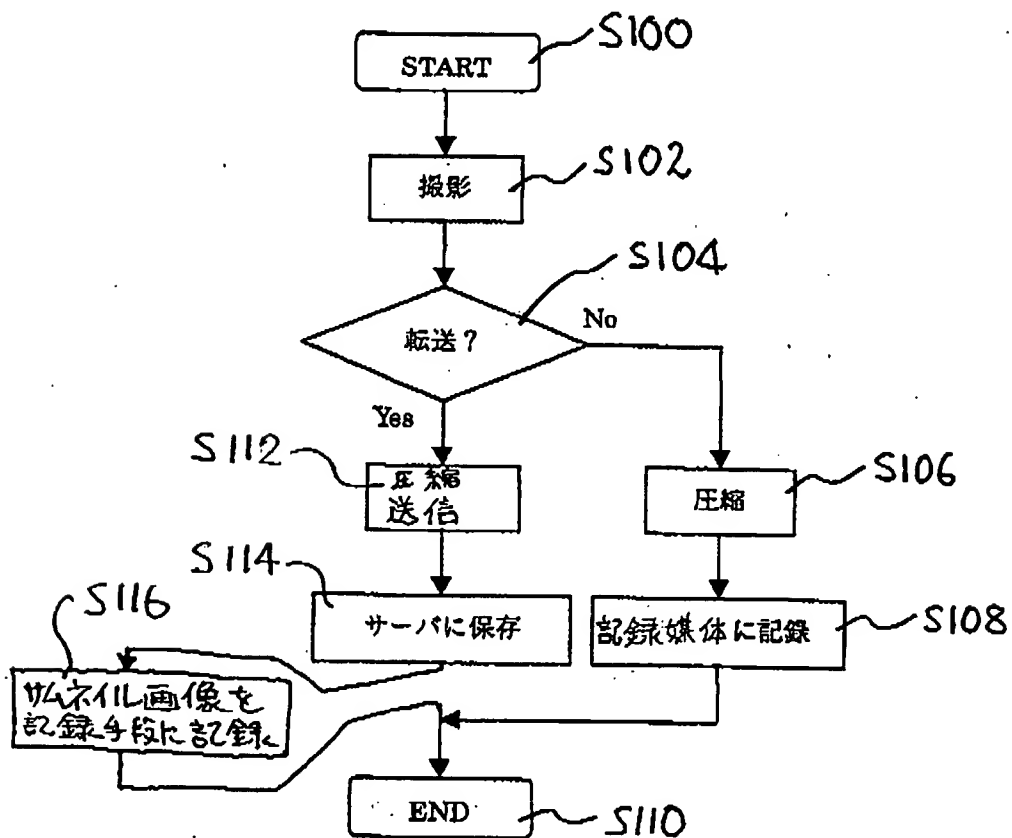 S100
START
S102
撮影
S104
転送?
No
Yes
S112
圧縮
送信
S106
圧縮
S114
サーバに保存
S108
記録媒体に記録
S116
サムネイル画像を
記録手段に記録
END
S110